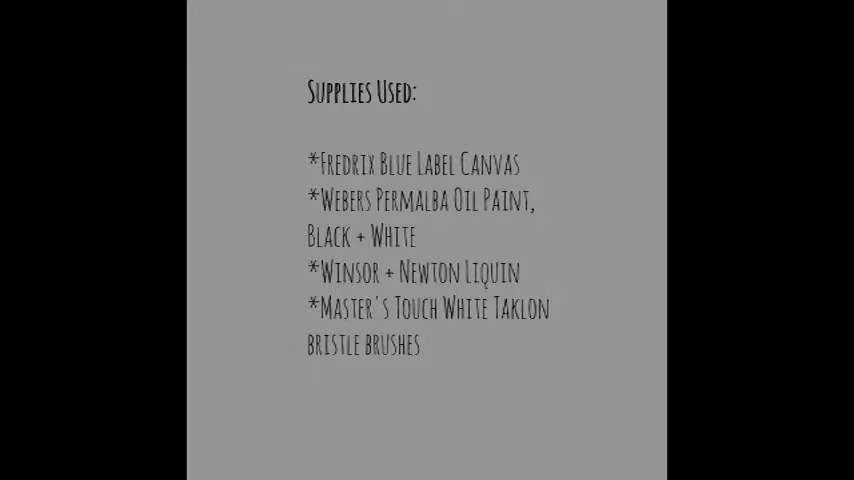 Supplies Used:
*Fredrix Blue Label Canvas
*Webers Permalba Oil Paint,
Black + White
*Winsor + Newton Liquin
*Master's Touch White Taklon
bristle brushes